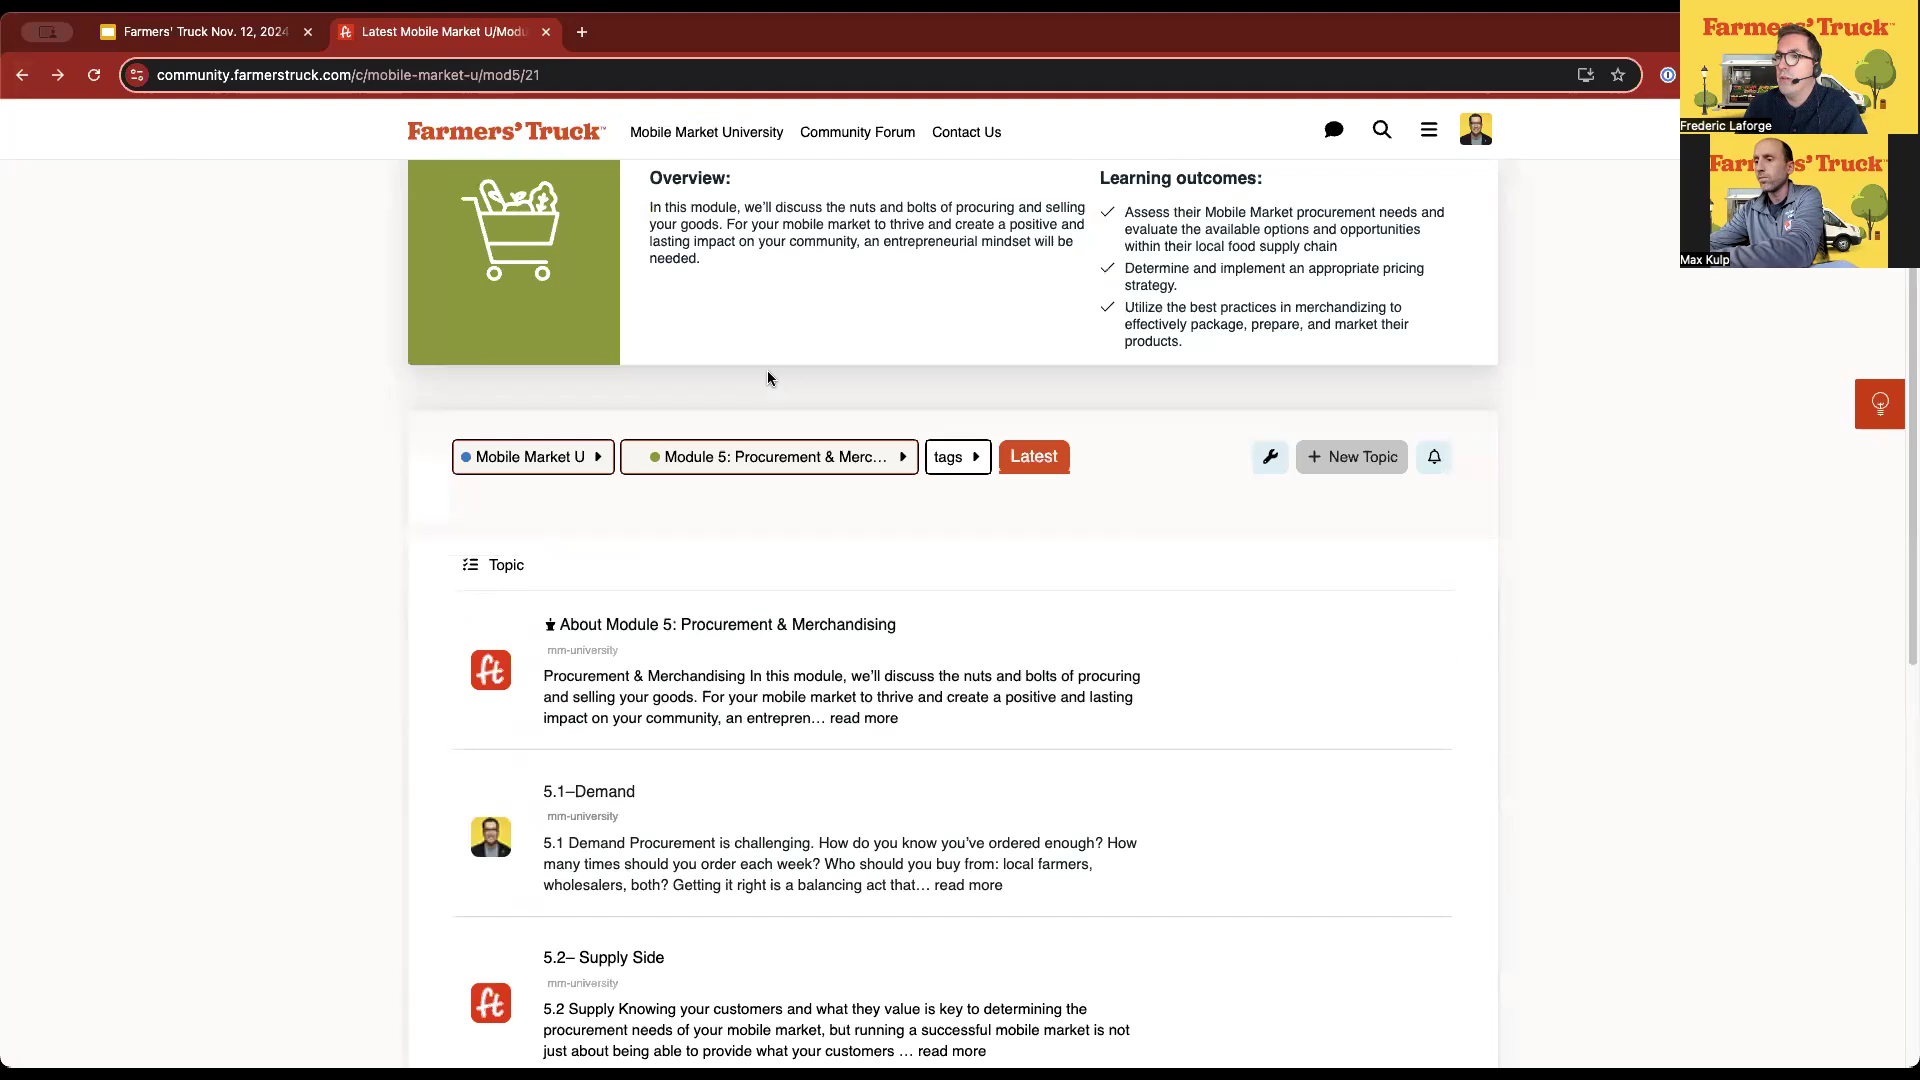 Farmers' Truck Nov. 12, 2024
Latest Mobile Market U/Modu
community.farmerstruck.com/c/mobile-market-u/mod5/21
Farmers' Truck™
Frederic Laforge
Farmers' Truck™
Max Kulp
Farmers' Truck™
Mobile Market University
Community Forum
Contact Us
Overview:
In this module, we'll discuss the nuts and bolts of procuring and selling
your goods. For your mobile market to thrive and create a positive and
lasting impact on your community, an entrepreneurial mindset will be
needed.
Learning outcomes:
Assess their Mobile Market procurement needs and
evaluate the available options and opportunities
within their local food supply chain
Determine and implement an appropriate pricing
strategy.
Utilize the best practices in merchandizing to
effectively package, prepare, and market their
products.
Mobile Market U
Module 5: Procurement & Merc...
tags
Latest
+ New Topic
Topic
About Module 5: Procurement & Merchandising
mm-university
ft
Procurement & Merchandising In this module, we'll discuss the nuts and bolts of procuring
and selling your goods. For your mobile market to thrive and create a positive and lasting
impact on your community, an entrepren… read more
5.1–Demand
mm-university
5.1 Demand Procurement is challenging. How do you know you've ordered enough? How
many times should you order each week? Who should you buy from: local farmers,
wholesalers, both? Getting it right is a balancing act that… read more
5.2– Supply Side
mm-university
ft
5.2 Supply Knowing your customers and what they value is key to determining the
procurement needs of your mobile market, but running a successful mobile market is not
just about being able to provide what your customers … read more